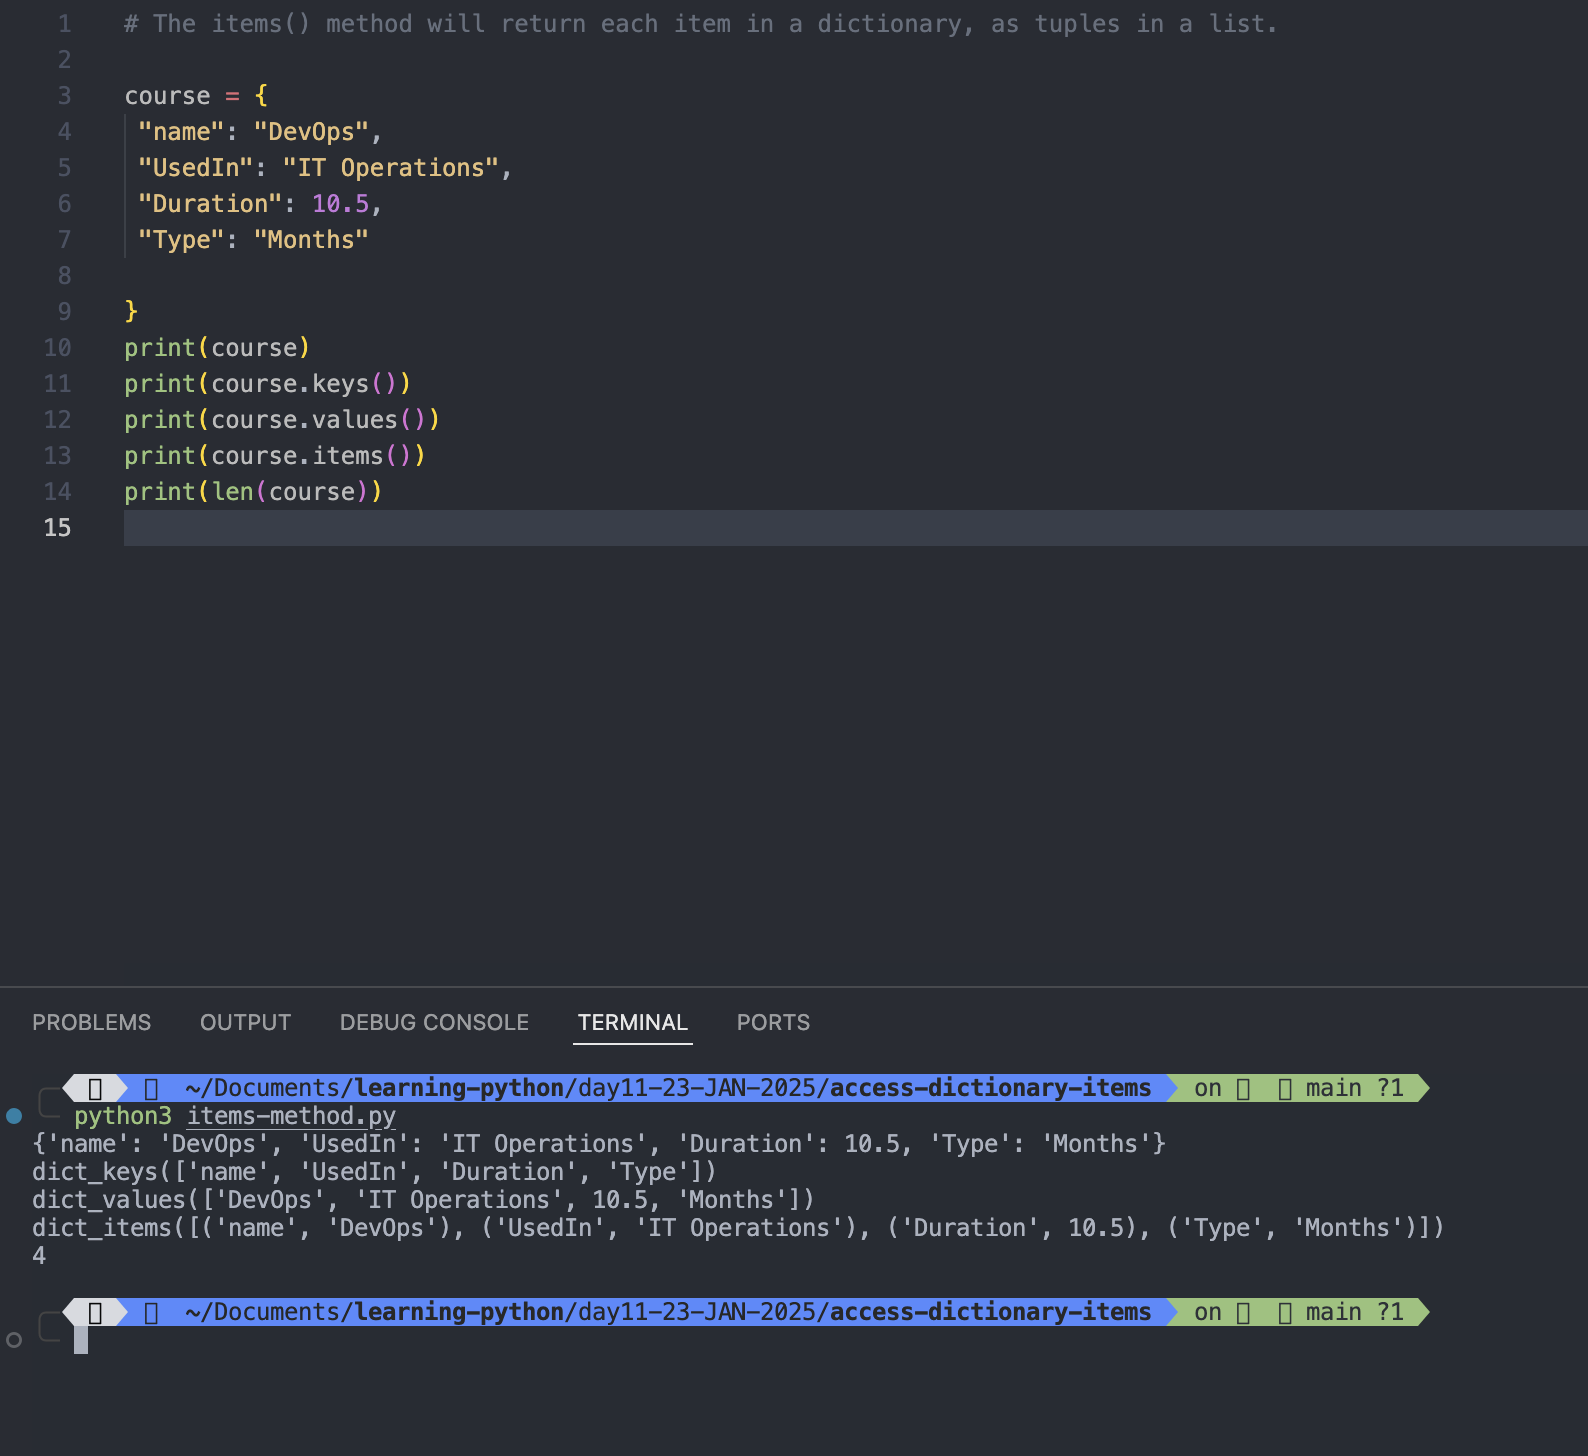 1 # The items() method will return each item in a dictionary, as tuples in a list.
2
3 course = {
4 "name": "DevOps",
5 "UsedIn": "IT Operations",
6 "Duration": 10.5,
7 "Type": "Months"
8
9 }
10 print(course)
11 print(course.keys())
12 print(course.values())
13 print(course.items())
14 print(len(course))
15
PROBLEMS OUTPUT DEBUG CONSOLE TERMINAL PORTS
~/Documents/learning-python/day11-23-JAN-2025/access-dictionary-items on main ?1
python3 items-method.py
{'name': 'DevOps', 'UsedIn': 'IT Operations', 'Duration': 10.5, 'Type': 'Months'}
dict_keys(['name', 'UsedIn', 'Duration', 'Type'])
dict_values(['DevOps', 'IT Operations', 10.5, 'Months'])
dict_items([('name', 'DevOps'), ('UsedIn', 'IT Operations'), ('Duration', 10.5), ('Type', 'Months')])
4
~/Documents/learning-python/day11-23-JAN-2025/access-dictionary-items on main ?1